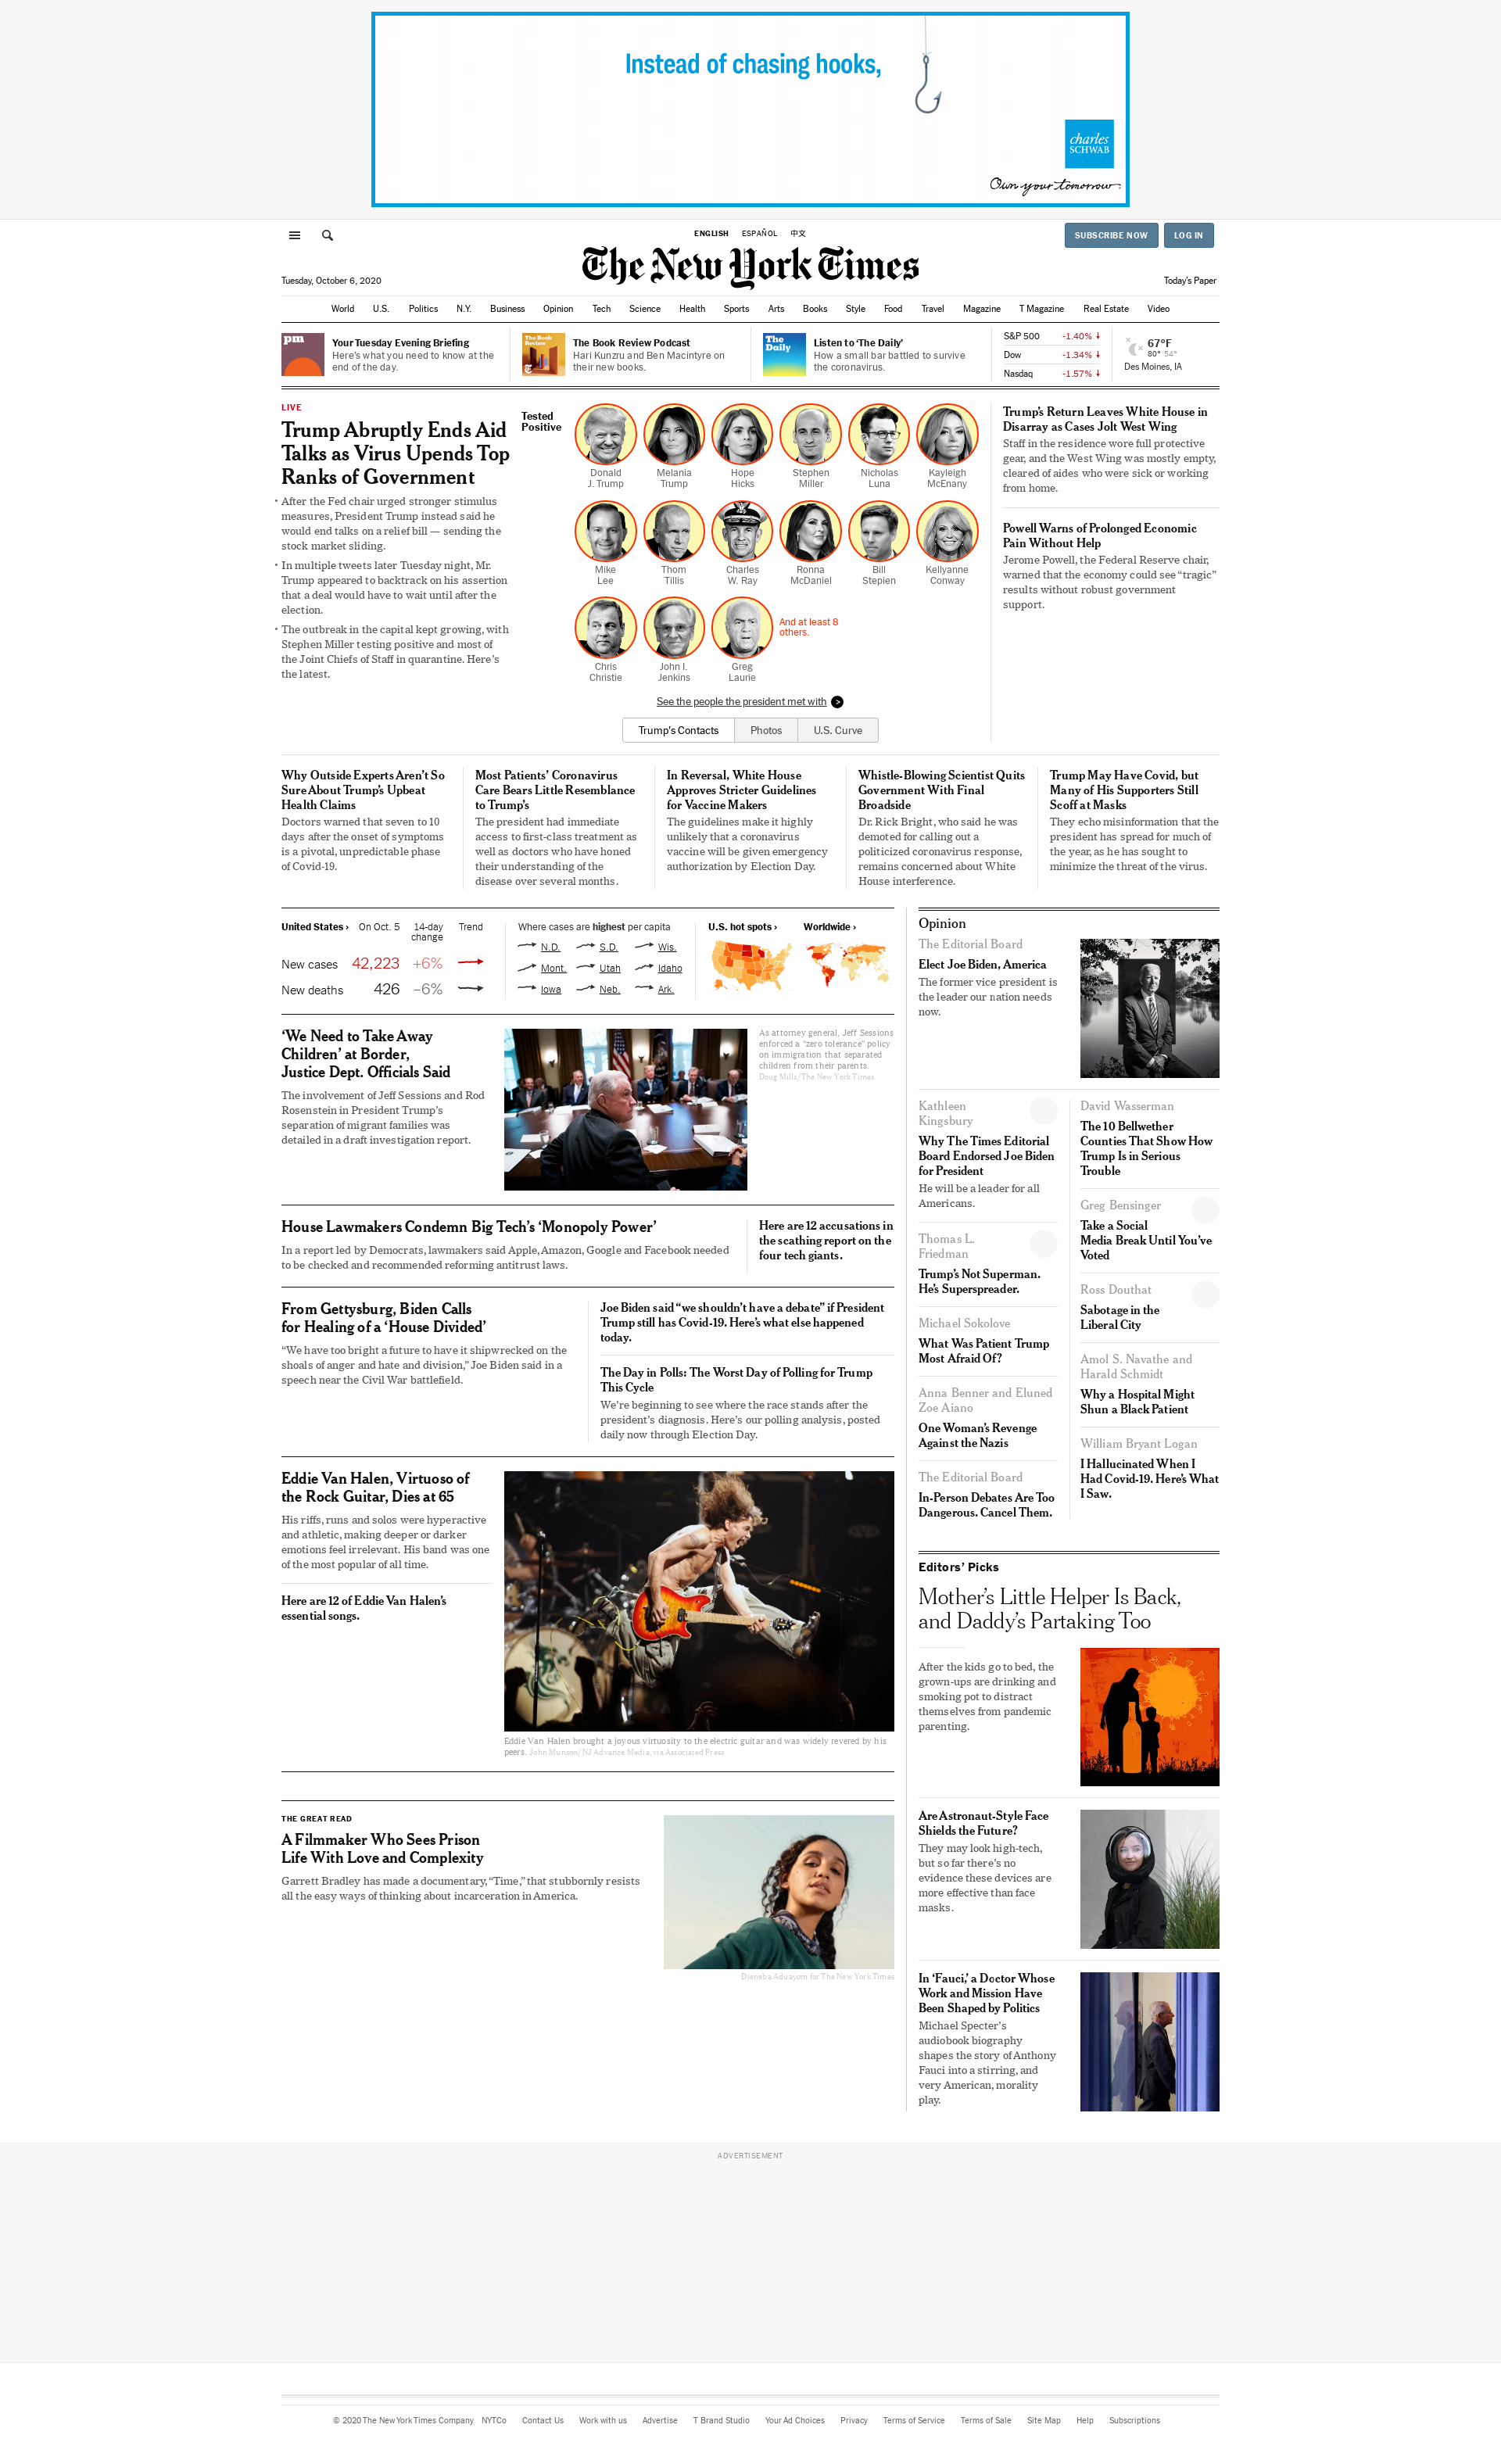 Instead of chasing hooks,
charles
SCHWAB
Own your tomorrow
ENGLISH ESPAÑOL 中文
SUBSCRIBE NOW LOG IN
The New York Times
Tuesday, October 6, 2020
Today's Paper
World U.S. Politics N.Y. Business Opinion Tech Science Health Sports Arts Books Style Food Travel Magazine T Magazine Real Estate Video
pm
Your Tuesday Evening Briefing
Here's what you need to know at the
end of the day.
The Book
Review
The Book Review Podcast
Hari Kunzru and Ben Macintyre on
their new books.
The
Daily
Listen to 'The Daily'
How a small bar battled to survive
the coronavirus.
S&P 500 -1.40%
Dow -1.34%
Nasdaq -1.57%
67°F
80° 54°
Des Moines, IA
LIVE
Trump Abruptly Ends Aid
Talks as Virus Upends Top
Ranks of Government
• After the Fed chair urged stronger stimulus
measures, President Trump instead said he
would end talks on a relief bill — sending the
stock market sliding.
• In multiple tweets later Tuesday night, Mr.
Trump appeared to backtrack on his assertion
that a deal would have to wait until after the
election.
• The outbreak in the capital kept growing, with
Stephen Miller testing positive and most of
the Joint Chiefs of Staff in quarantine. Here's
the latest.
Tested
Positive
Donald
J. Trump
Melania
Trump
Hope
Hicks
Stephen
Miller
Nicholas
Luna
Kayleigh
McEnany
Mike
Lee
Thom
Tillis
Charles
W. Ray
Ronna
McDaniel
Bill
Stepien
Kellyanne
Conway
Chris
Christie
John I.
Jenkins
Greg
Laurie
And at least 8
others.
See the people the president met with >
Trump's Contacts Photos U.S. Curve
Trump's Return Leaves White House in
Disarray as Cases Jolt West Wing
Staff in the residence wore full protective
gear, and the West Wing was mostly empty,
cleared of aides who were sick or working
from home.
Powell Warns of Prolonged Economic
Pain Without Help
Jerome Powell, the Federal Reserve chair,
warned that the economy could see "tragic"
results without robust government
support.
Why Outside Experts Aren't So
Sure About Trump's Upbeat
Health Claims
Doctors warned that seven to 10
days after the onset of symptoms
is a pivotal, unpredictable phase
of Covid-19.
Most Patients' Coronavirus
Care Bears Little Resemblance
to Trump's
The president had immediate
access to first-class treatment as
well as doctors who have honed
their understanding of the
disease over several months.
In Reversal, White House
Approves Stricter Guidelines
for Vaccine Makers
The guidelines make it highly
unlikely that a coronavirus
vaccine will be given emergency
authorization by Election Day.
Whistle-Blowing Scientist Quits
Government With Final
Broadside
Dr. Rick Bright, who said he was
demoted for calling out a
politicized coronavirus response,
remains concerned about White
House interference.
Trump May Have Covid, but
Many of His Supporters Still
Scoff at Masks
They echo misinformation that the
president has spread for much of
the year, as he has sought to
minimize the threat of the virus.
United States › On Oct. 5 14-day
change Trend
New cases 42,223 +6%
New deaths 426 –6%
Where cases are highest per capita
N.D. S.D. Wis.
Mont. Utah Idaho
Iowa Neb. Ark.
U.S. hot spots › Worldwide ›
'We Need to Take Away
Children' at Border,
Justice Dept. Officials Said
The involvement of Jeff Sessions and Rod
Rosenstein in President Trump's
separation of migrant families was
detailed in a draft investigation report.
As attorney general, Jeff Sessions
enforced a "zero tolerance" policy
on immigration that separated
children from their parents.
Doug Mills/The New York Times
House Lawmakers Condemn Big Tech's 'Monopoly Power'
In a report led by Democrats, lawmakers said Apple, Amazon, Google and Facebook needed
to be checked and recommended reforming antitrust laws.
Here are 12 accusations in
the scathing report on the
four tech giants.
From Gettysburg, Biden Calls
for Healing of a 'House Divided'
"We have too bright a future to have it shipwrecked on the
shoals of anger and hate and division," Joe Biden said in a
speech near the Civil War battlefield.
Joe Biden said "we shouldn't have a debate" if President
Trump still has Covid-19. Here's what else happened
today.
The Day in Polls: The Worst Day of Polling for Trump
This Cycle
We're beginning to see where the race stands after the
president's diagnosis. Here's our polling analysis, posted
daily now through Election Day.
Eddie Van Halen, Virtuoso of
the Rock Guitar, Dies at 65
His riffs, runs and solos were hyperactive
and athletic, making deeper or darker
emotions feel irrelevant. His band was one
of the most popular of all time.
Here are 12 of Eddie Van Halen's
essential songs.
Eddie Van Halen brought a joyous virtuosity to the electric guitar and was widely revered by his
peers. John Munson/NJ Advance Media, via Associated Press
THE GREAT READ
A Filmmaker Who Sees Prison
Life With Love and Complexity
Garrett Bradley has made a documentary, "Time," that stubbornly resists
all the easy ways of thinking about incarceration in America.
Djeneba Aduayom for The New York Times
Opinion
The Editorial Board
Elect Joe Biden, America
The former vice president is
the leader our nation needs
now.
Kathleen
Kingsbury
Why The Times Editorial
Board Endorsed Joe Biden
for President
He will be a leader for all
Americans.
Thomas L.
Friedman
Trump's Not Superman.
He's Superspreader.
Michael Sokolove
What Was Patient Trump
Most Afraid Of?
Anna Benner and Eluned
Zoe Aiano
One Woman's Revenge
Against the Nazis
The Editorial Board
In-Person Debates Are Too
Dangerous. Cancel Them.
David Wasserman
The 10 Bellwether
Counties That Show How
Trump Is in Serious
Trouble
Greg Bensinger
Take a Social
Media Break Until You've
Voted
Ross Douthat
Sabotage in the
Liberal City
Amol S. Navathe and
Harald Schmidt
Why a Hospital Might
Shun a Black Patient
William Bryant Logan
I Hallucinated When I
Had Covid-19. Here's What
I Saw.
Editors' Picks
Mother's Little Helper Is Back,
and Daddy's Partaking Too
After the kids go to bed, the
grown-ups are drinking and
smoking pot to distract
themselves from pandemic
parenting.
Are Astronaut-Style Face
Shields the Future?
They may look high-tech,
but so far there's no
evidence these devices are
more effective than face
masks.
In 'Fauci,' a Doctor Whose
Work and Mission Have
Been Shaped by Politics
Michael Specter's
audiobook biography
shapes the story of Anthony
Fauci into a stirring, and
very American, morality
play.
ADVERTISEMENT
© 2020 The New York Times Company NYTCo Contact Us Work with us Advertise T Brand Studio Your Ad Choices Privacy Terms of Service Terms of Sale Site Map Help Subscriptions